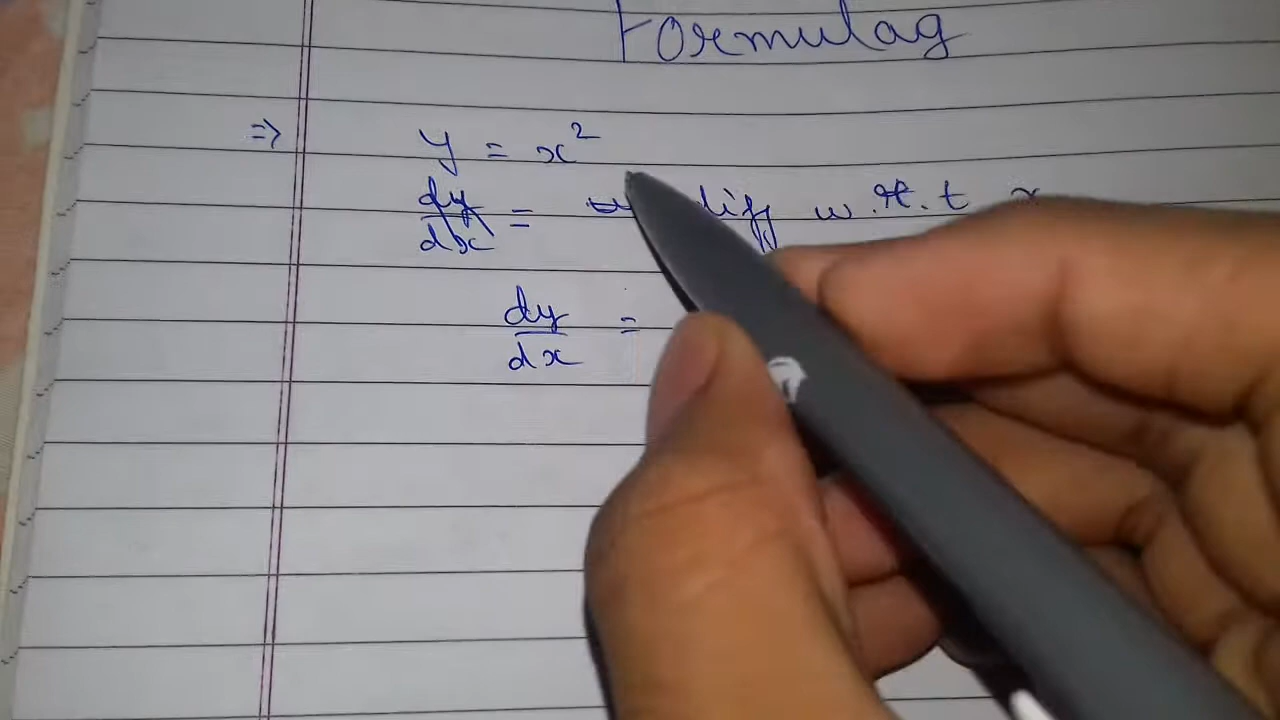 Formulas
=> y = x²
dy/dx = diff w.r.t x
dy/dx =